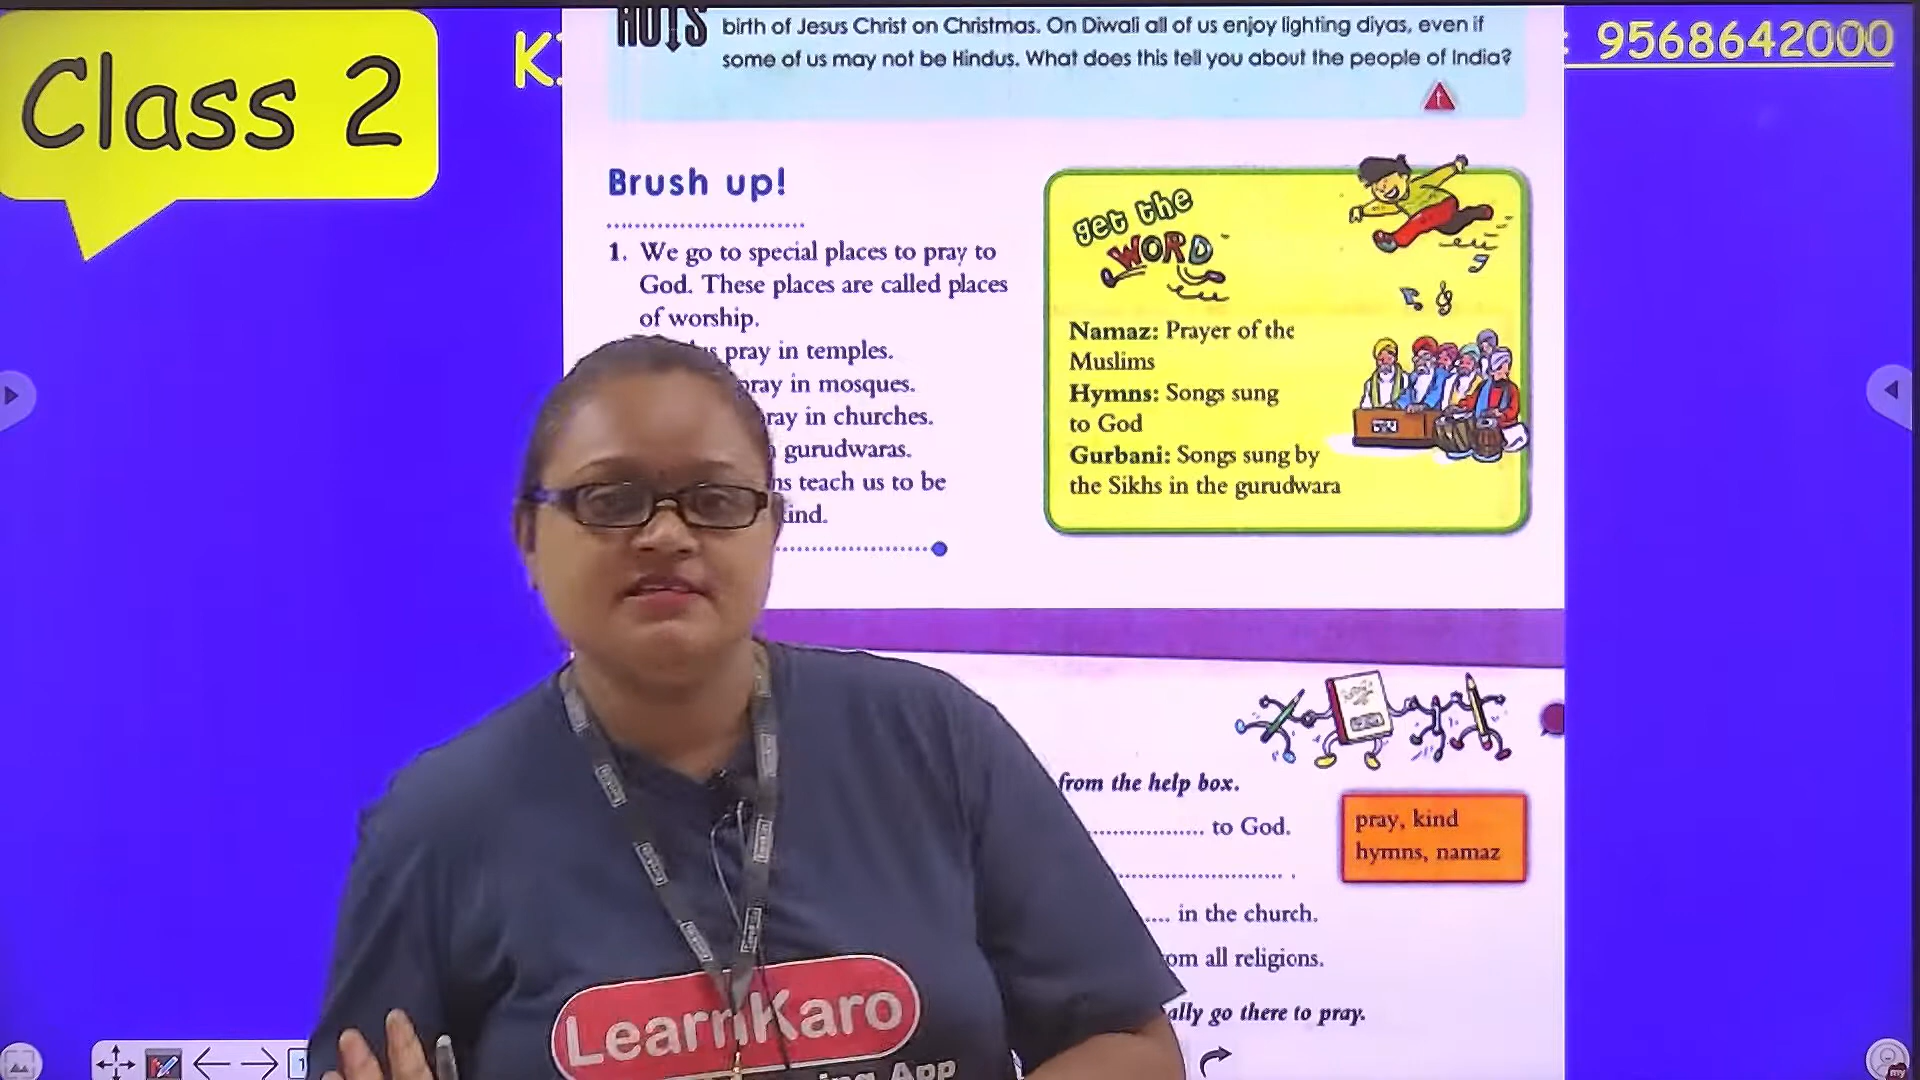 Class 2
: 9568642000
HOTS
birth of Jesus Christ on Christmas. On Diwali all of us enjoy lighting diyas, even if
some of us may not be Hindus. What does this tell you about the people of India?
Brush up!
1. We go to special places to pray to
God. These places are called places
of worship.
pray in temples.
pray in mosques.
pray in churches.
gurudwaras.
teach us to be
get the
WORD
Namaz: Prayer of the
Muslims
Hymns: Songs sung
to God
Gurbani: Songs sung by
the Sikhs in the gurudwara
from the help box.
to God.
in the church.
all religions.
go there to pray.
pray, kind
hymns, namaz
LearnKaro
App